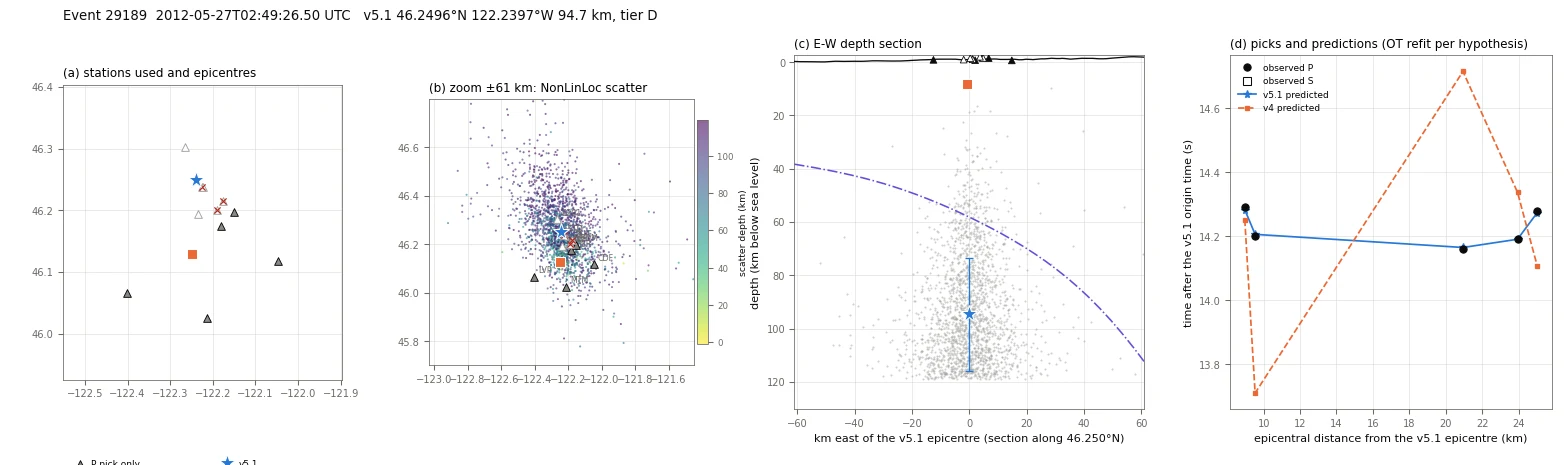 Event 29189  2012-05-27T02:49:26.50 UTC   v5.1 46.2496°N 122.2397°W 94.7 km, tier D
(a) stations used and epicentres
46.4
46.3
46.2
46.1
46.0
−122.5 −122.4 −122.3 −122.2 −122.1 −122.0 −121.9
P pick only
v5.1
(b) zoom ±61 km: NonLinLoc scatter
46.6
46.4
46.2
46.0
45.8
−123.0 −122.8 −122.6 −122.4 −122.2 −122.0 −121.8 −121.6
100
80
60
40
20
0
scatter depth (km)
(c) E-W depth section
0
20
40
60
80
100
120
depth (km below sea level)
−60 −40 −20 0 20 40 60
km east of the v5.1 epicentre (section along 46.250°N)
(d) picks and predictions (OT refit per hypothesis)
observed P
observed S
v5.1 predicted
v4 predicted
14.6
14.4
14.2
14.0
13.8
time after the v5.1 origin time (s)
10 12 14 16 18 20 22 24
epicentral distance from the v5.1 epicentre (km)